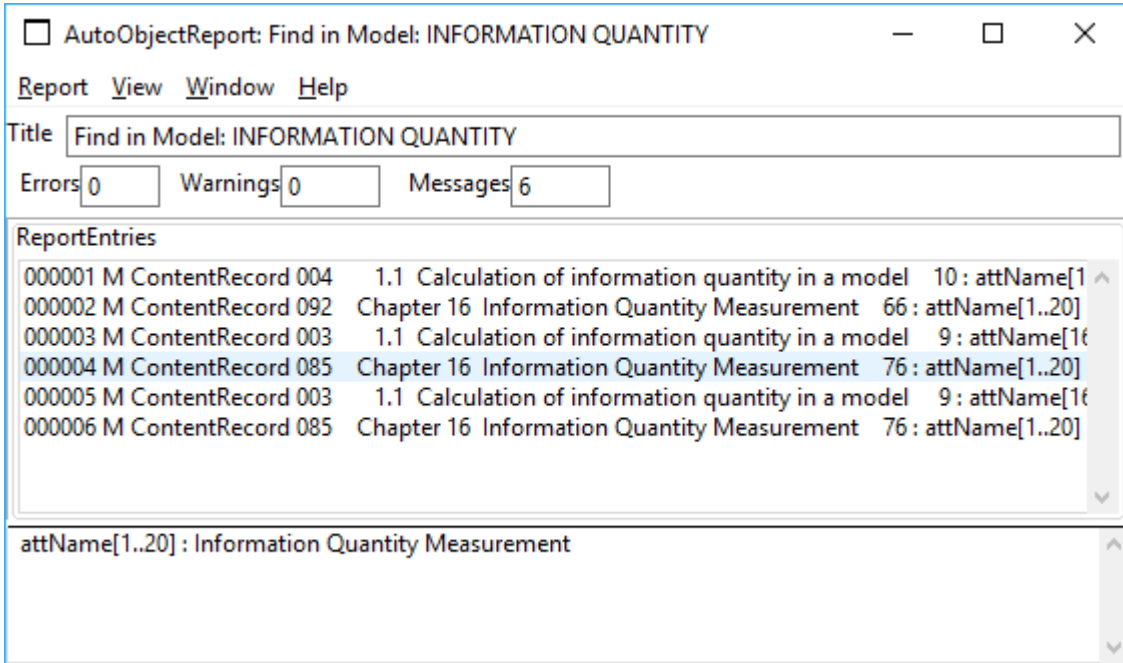 AutoObjectReport: Find in Model: INFORMATION QUANTITY
Report View Window Help
Title Find in Model: INFORMATION QUANTITY
Errors 0 Warnings 0 Messages 6
ReportEntries
000001 M ContentRecord 004 1.1 Calculation of information quantity in a model 10 : attName[1
000002 M ContentRecord 092 Chapter 16 Information Quantity Measurement 66 : attName[1..20]
000003 M ContentRecord 003 1.1 Calculation of information quantity in a model 9 : attName[16
000004 M ContentRecord 085 Chapter 16 Information Quantity Measurement 76 : attName[1..20]
000005 M ContentRecord 003 1.1 Calculation of information quantity in a model 9 : attName[16
000006 M ContentRecord 085 Chapter 16 Information Quantity Measurement 76 : attName[1..20]
attName[1..20] : Information Quantity Measurement